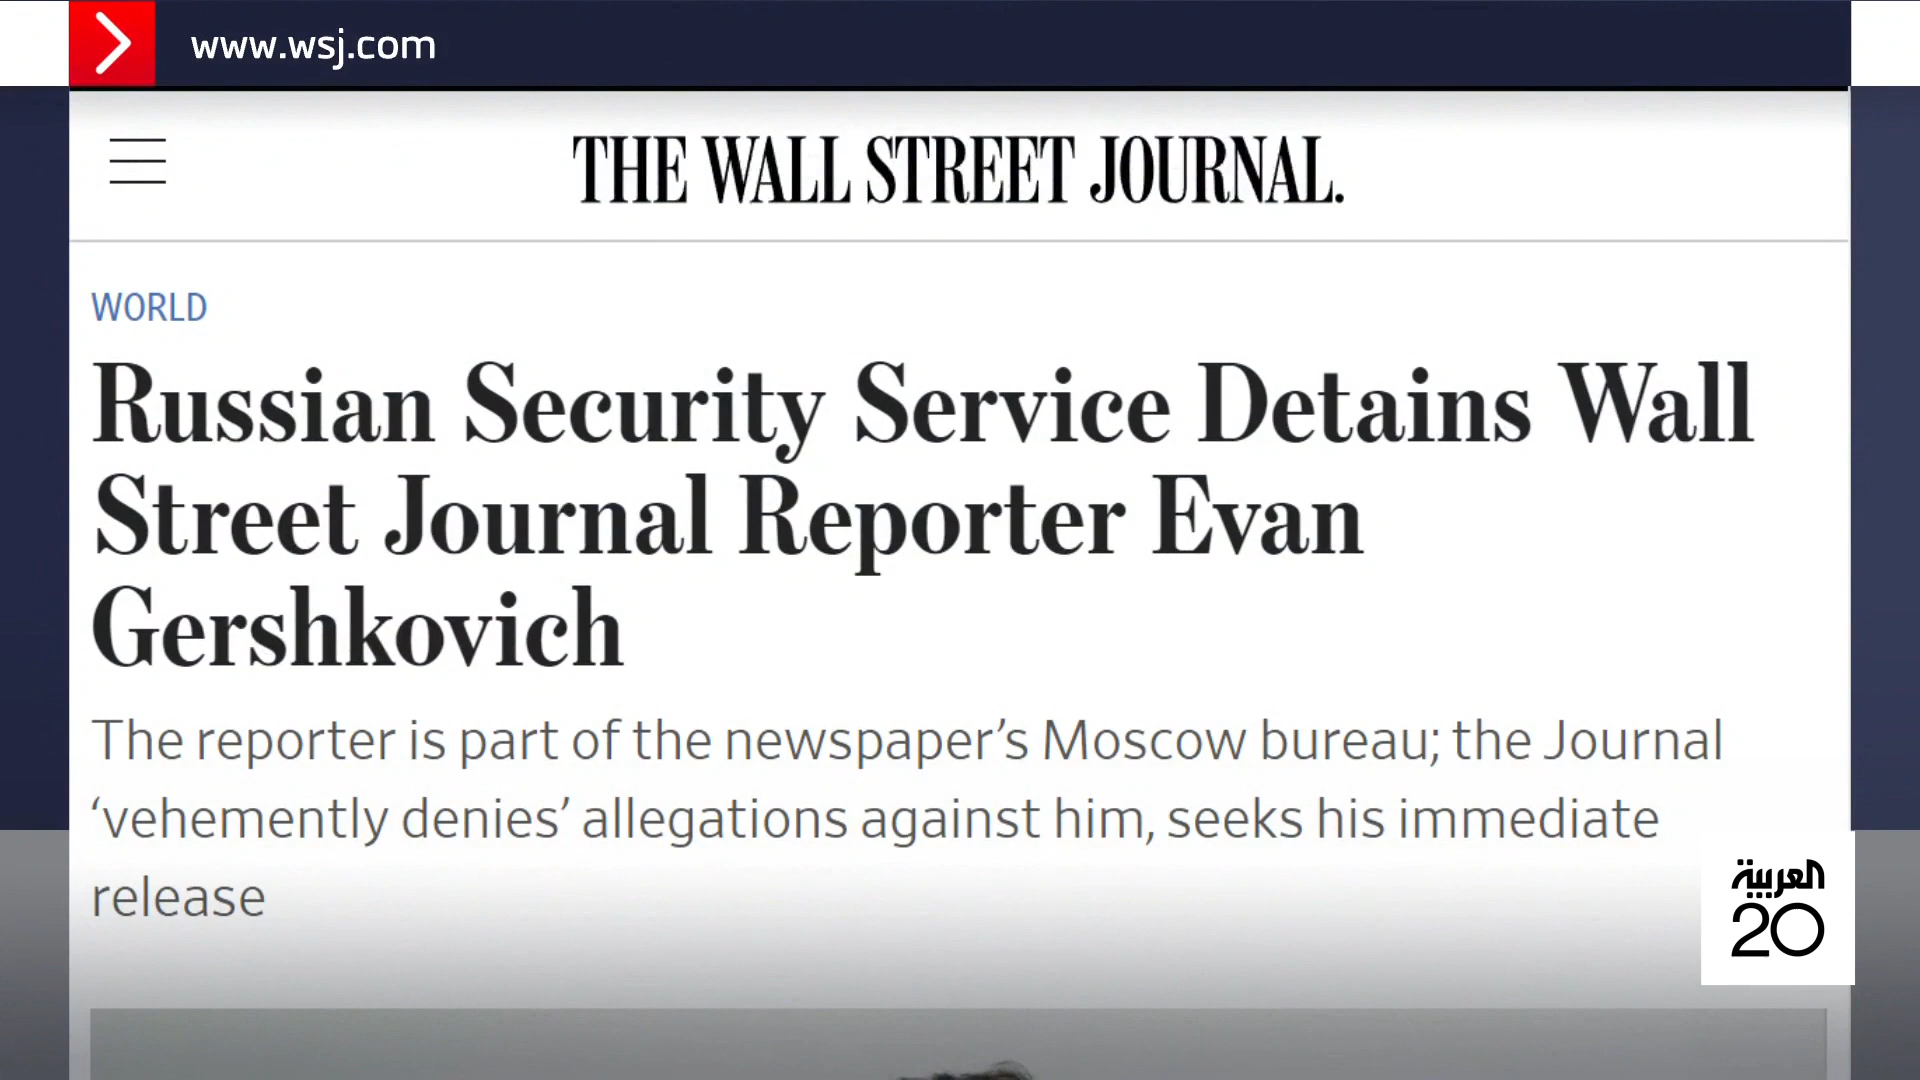 www.wsj.com
THE WALL STREET JOURNAL.
WORLD
Russian Security Service Detains Wall
Street Journal Reporter Evan
Gershkovich
The reporter is part of the newspaper’s Moscow bureau; the Journal
‘vehemently denies’ allegations against him, seeks his immediate
release
العربية
20